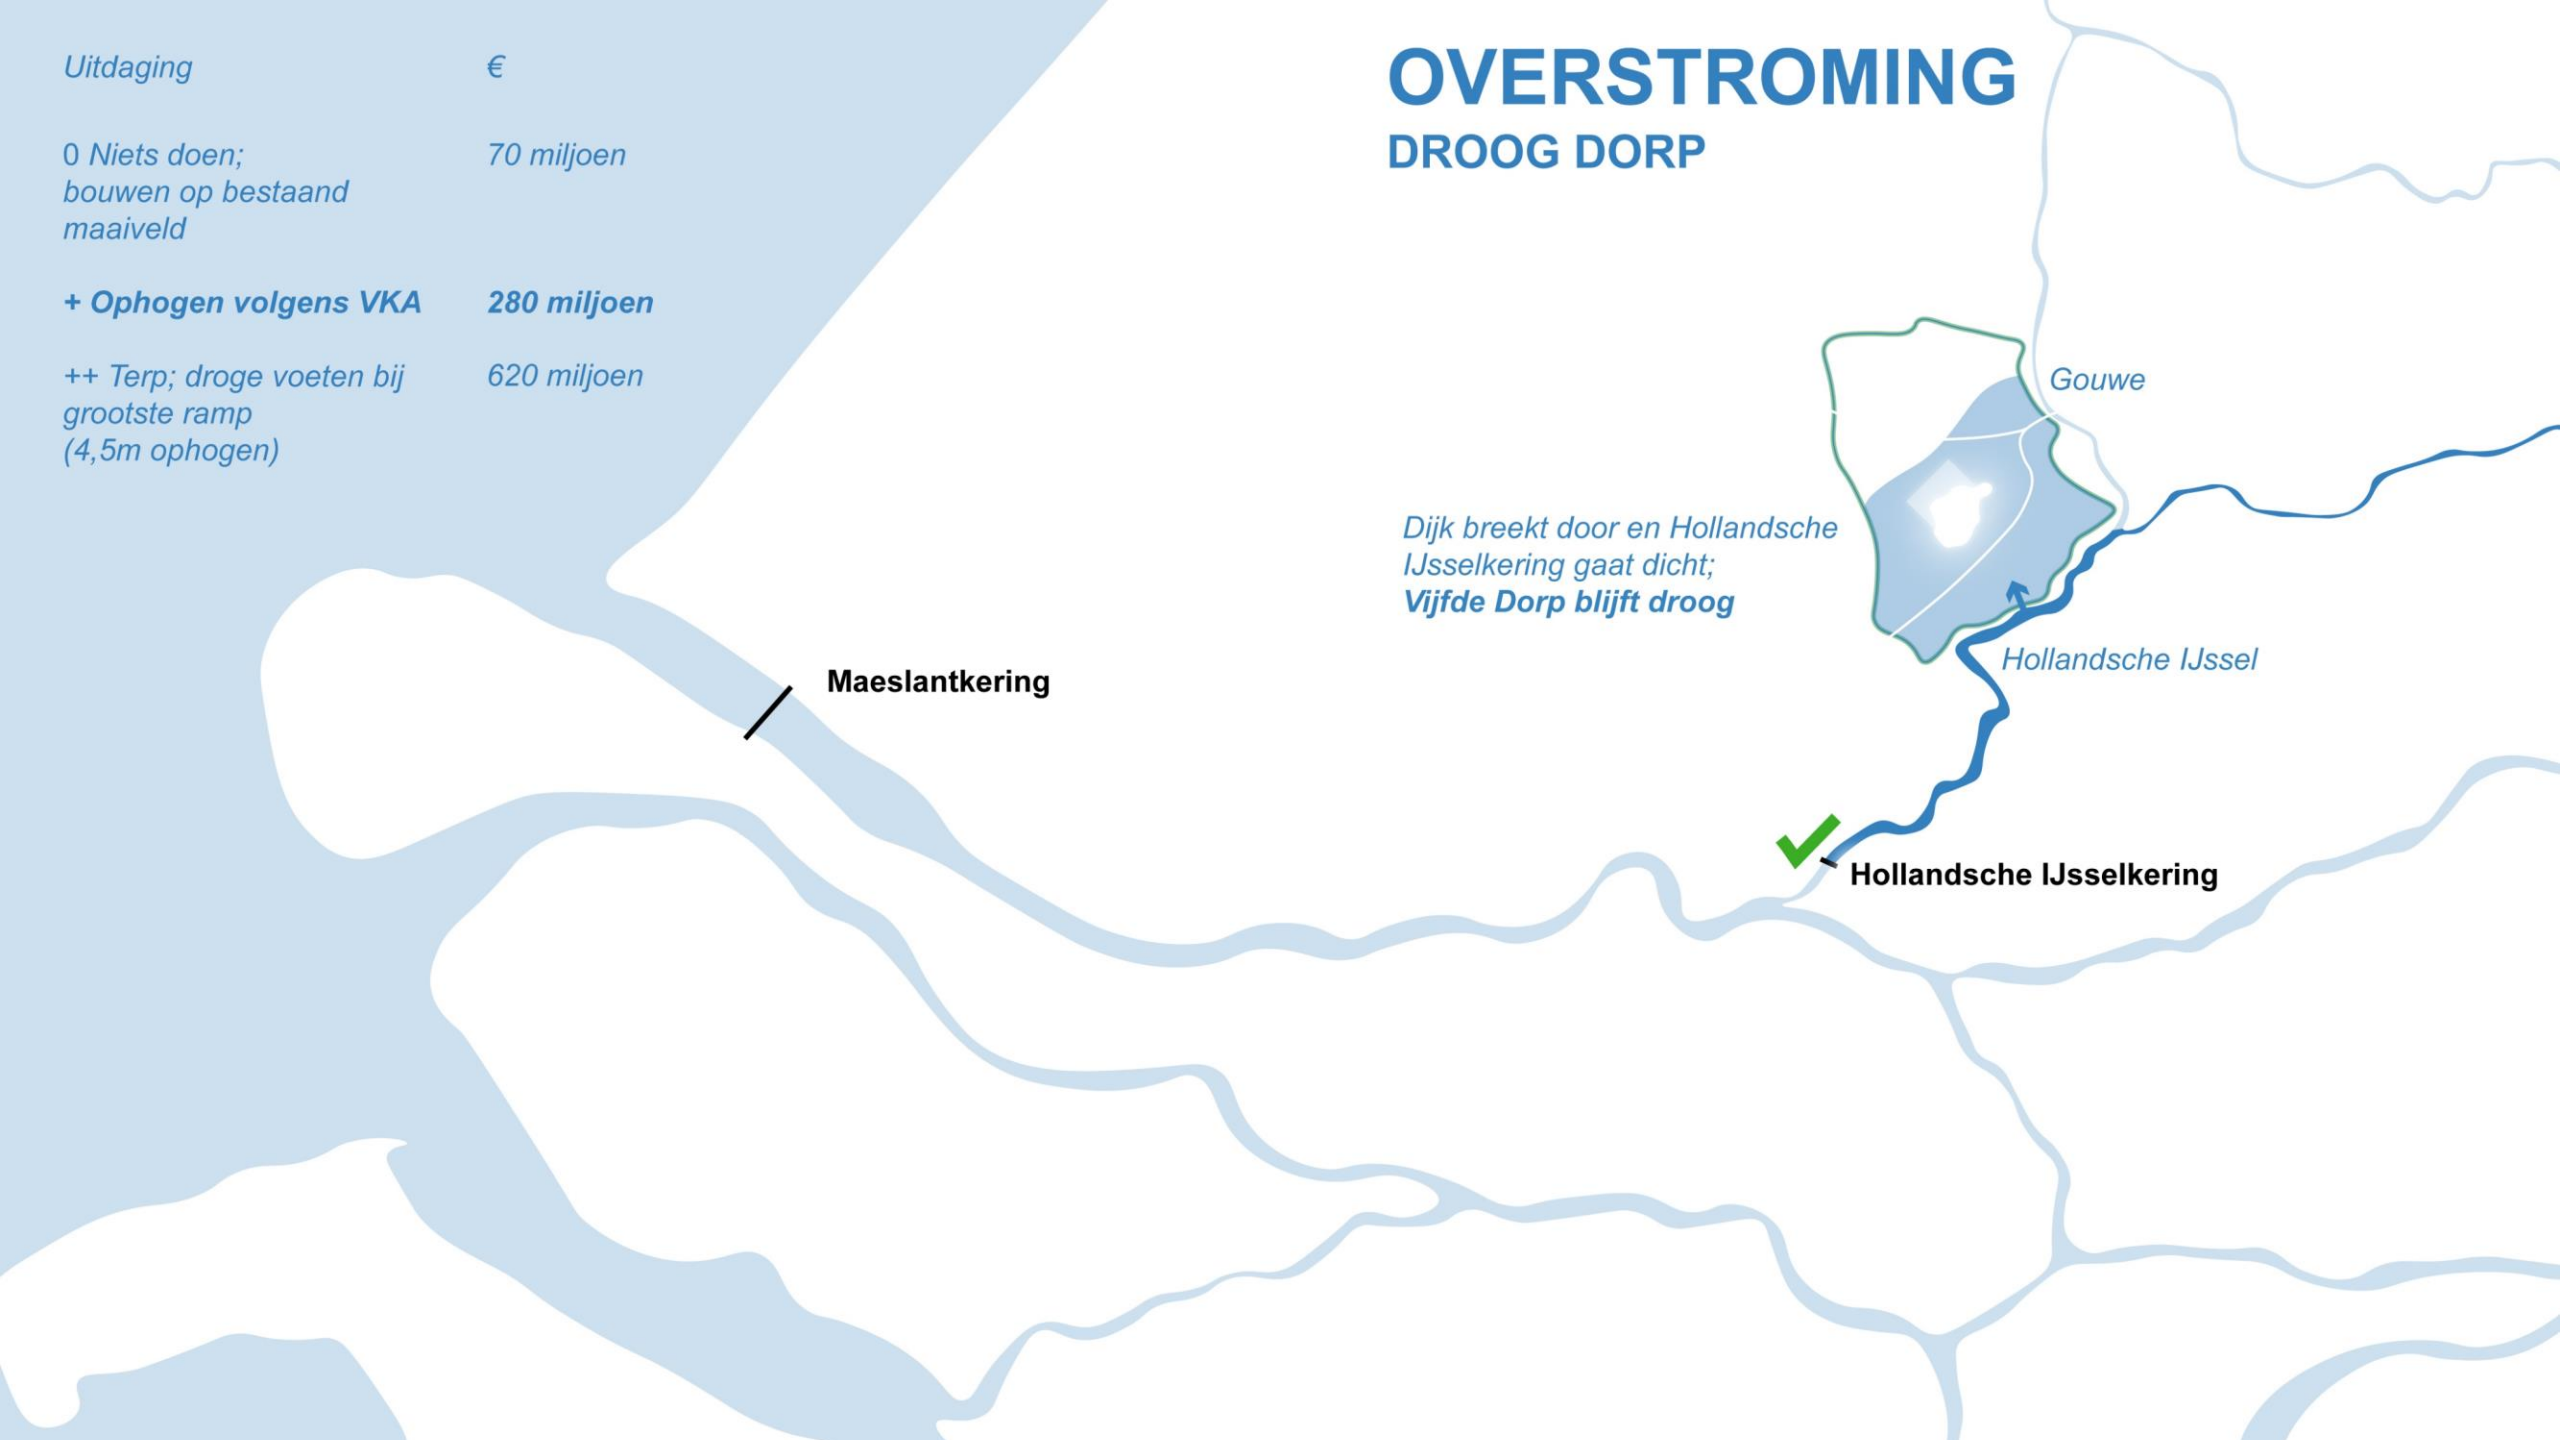 Uitdaging €
0 Niets doen; 70 miljoen
bouwen op bestaand
maaiveld
+ Ophogen volgens VKA 280 miljoen
++ Terp; droge voeten bij 620 miljoen
grootste ramp
(4,5m ophogen)
OVERSTROMING
DROOG DORP
Gouwe
Dijk breekt door en Hollandsche
IJsselkering gaat dicht;
Vijfde Dorp blijft droog
Hollandsche IJssel
Maeslantkering
Hollandsche IJsselkering